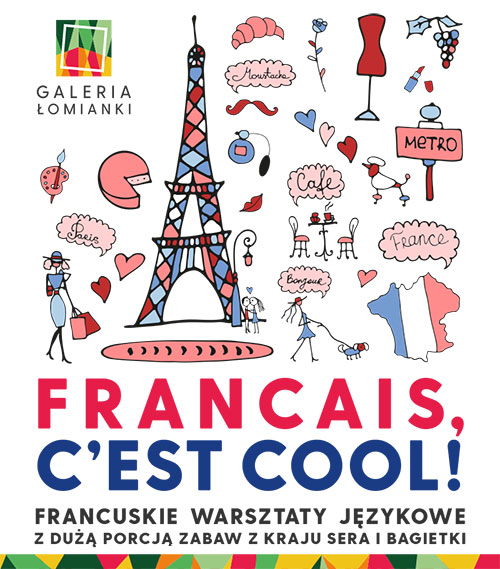 GALERIA
ŁOMIANKI
Moustache
METRO
Cafe
Paris
France
Bonjour
FRANCAIS,
C'EST COOL!
FRANCUSKIE WARSZTATY JĘZYKOWE
Z DUŻĄ PORCJĄ ZABAW Z KRAJU SERA I BAGIETKI